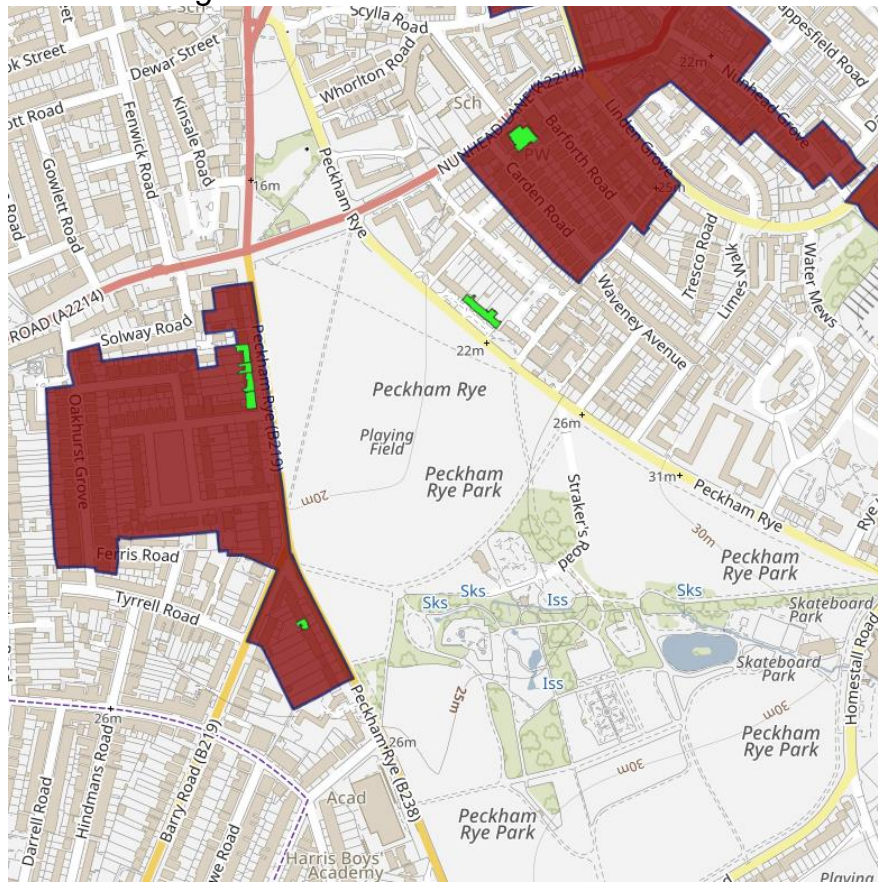 Sch
Scylla Road
Dewar Street
Whorlton Road
Kinsale Road
Fenwick Road
Gowlett Road
16m
Peckham Rye
Sch
NUNHEAD LANE (A2214)
PW
Barforth Road
Carden Road
Linden Grove
22m
Nunhead Grove
25m
Tresco Road
Limes Walk
Water Mews
Waveney Avenue
ROAD (A2214)
Solway Road
Peckham Rye (B219)
22m
Peckham Rye
Playing
Field
Peckham
Rye Park
26m
31m
Peckham Rye
Oakhurst Grove
20m
Straker's Road
30m
Peckham
Rye Park
Ferris Road
Tyrrell Road
Sks
Sks
Iss
Sks
Iss
Skateboard
Park
Skateboard
Park
Homestall Road
26m
25m
30m
Peckham
Rye Park
Peckham Rye (B238)
26m
30m
Darrell Road
Hindmans Road
Barry Road (B219)
Acad
Harris Boys'
Academy
Peckham
Rye Park
Playing